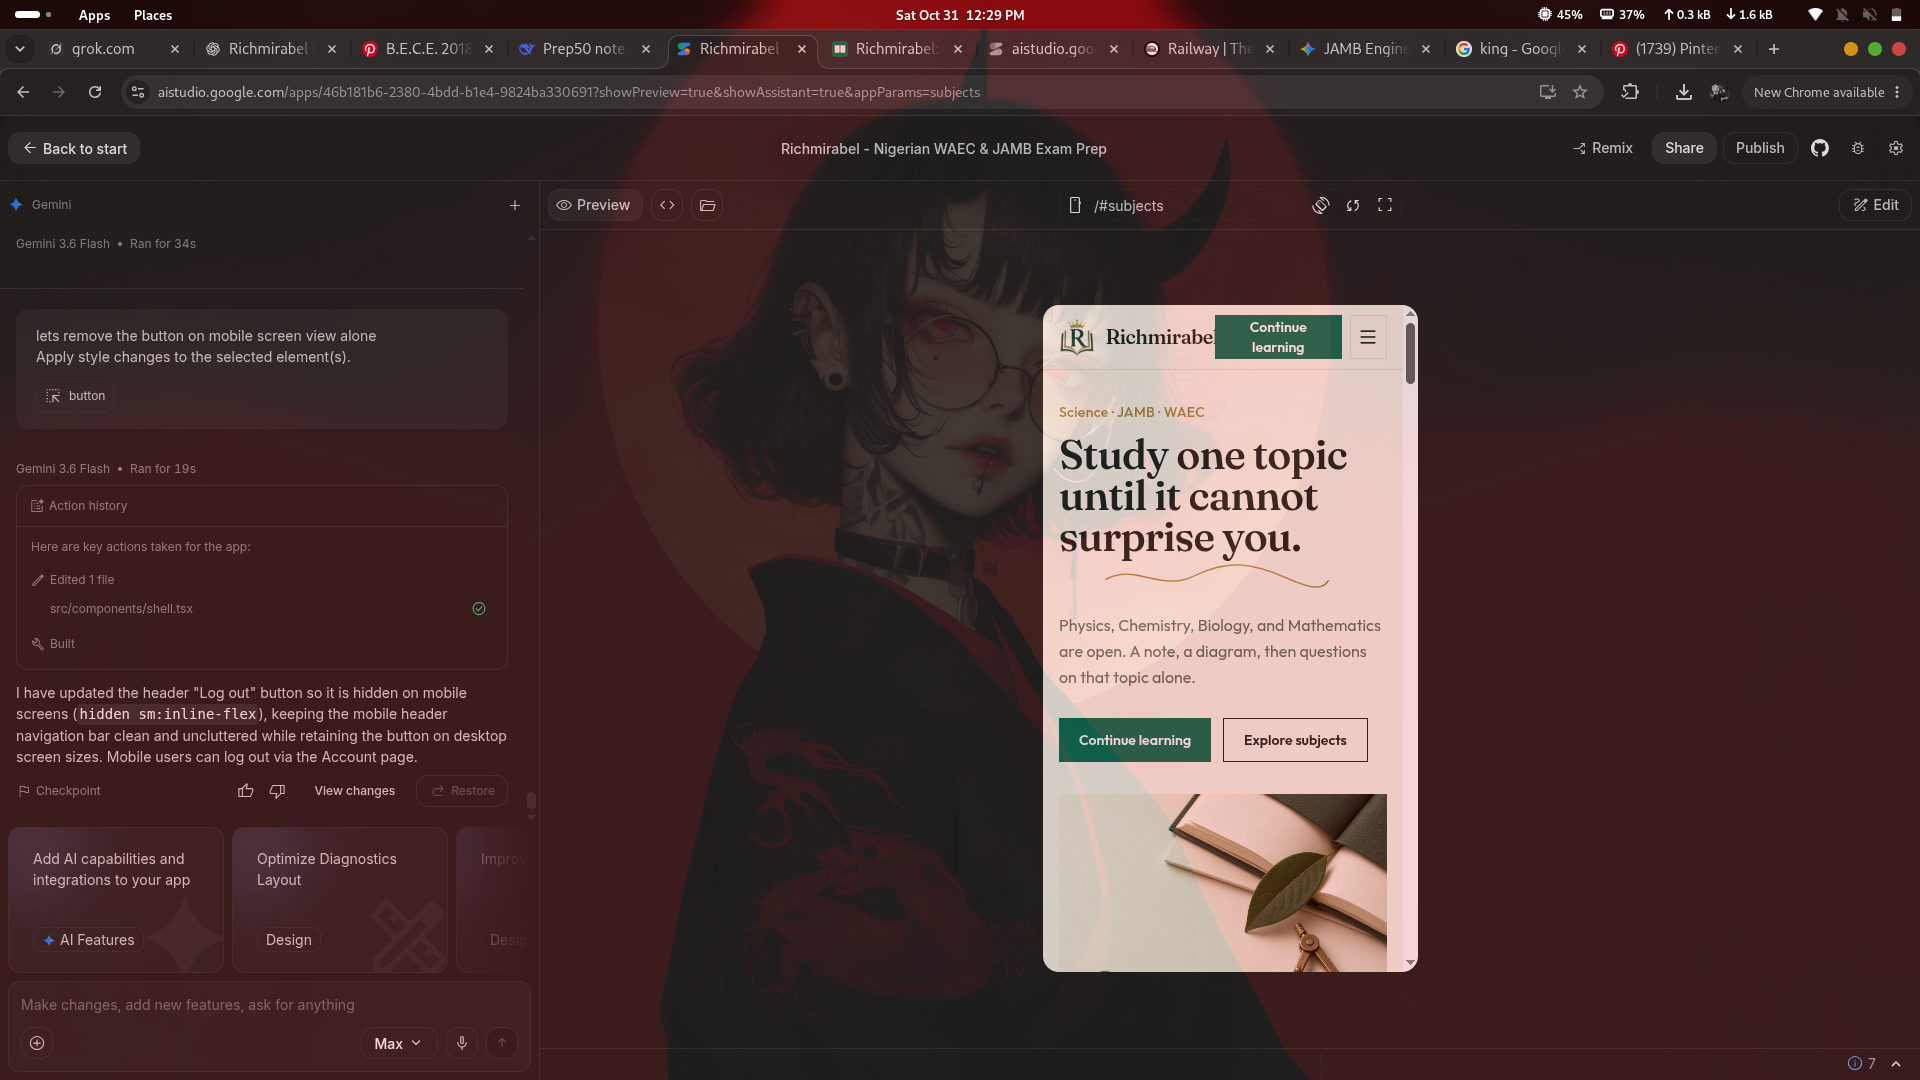 Apps Places Sat Oct 31 12:29 PM 45% 37% 0.3 kB 1.6 kB
grok.com Richmirabel B.E.C.E. 2018 Prep50 note Richmirabel Richmirabel: aistudio.goo Railway | The JAMB Engine king - Googl (1739) Pinter
aistudio.google.com/apps/46b181b6-2380-4bdd-b1e4-9824ba330691?showPreview=true&showAssistant=true&appParams=subjects New Chrome available
Back to start Richmirabel - Nigerian WAEC & JAMB Exam Prep Remix Share Publish
Gemini Preview /#subjects Edit
Gemini 3.6 Flash • Ran for 34s
lets remove the button on mobile screen view alone
Apply style changes to the selected element(s).
button
Gemini 3.6 Flash • Ran for 19s
Action history
Here are key actions taken for the app:
Edited 1 file
src/components/shell.tsx
Built
I have updated the header "Log out" button so it is hidden on mobile
screens (hidden sm:inline-flex), keeping the mobile header
navigation bar clean and uncluttered while retaining the button on desktop
screen sizes. Mobile users can log out via the Account page.
Checkpoint View changes Restore
Add AI capabilities and
integrations to your app
AI Features
Optimize Diagnostics
Layout
Design
Improv
Desig
Make changes, add new features, ask for anything
Max
R Richmirabel
Continue
learning
Science · JAMB · WAEC
Study one topic
until it cannot
surprise you.
Physics, Chemistry, Biology, and Mathematics
are open. A note, a diagram, then questions
on that topic alone.
Continue learning Explore subjects
7